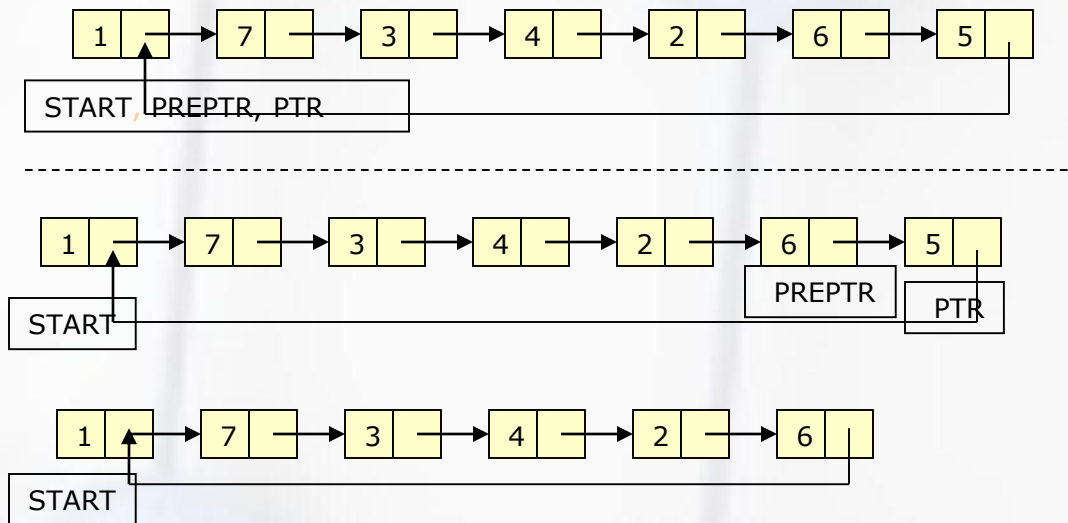 1 7 3 4 2 6 5
START, PREPTR, PTR
1 7 3 4 2 6 5
PREPTR
PTR
START
1 7 3 4 2 6
START